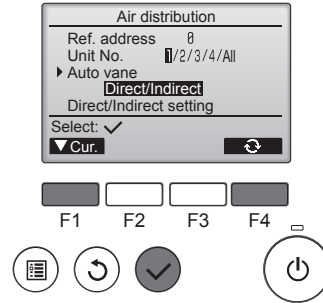 Air distribution
Ref. address 0
Unit No. 1/2/3/4/All
Auto vane
Direct/Indirect
Direct/Indirect setting
Select:
Cur.
F1 F2 F3 F4